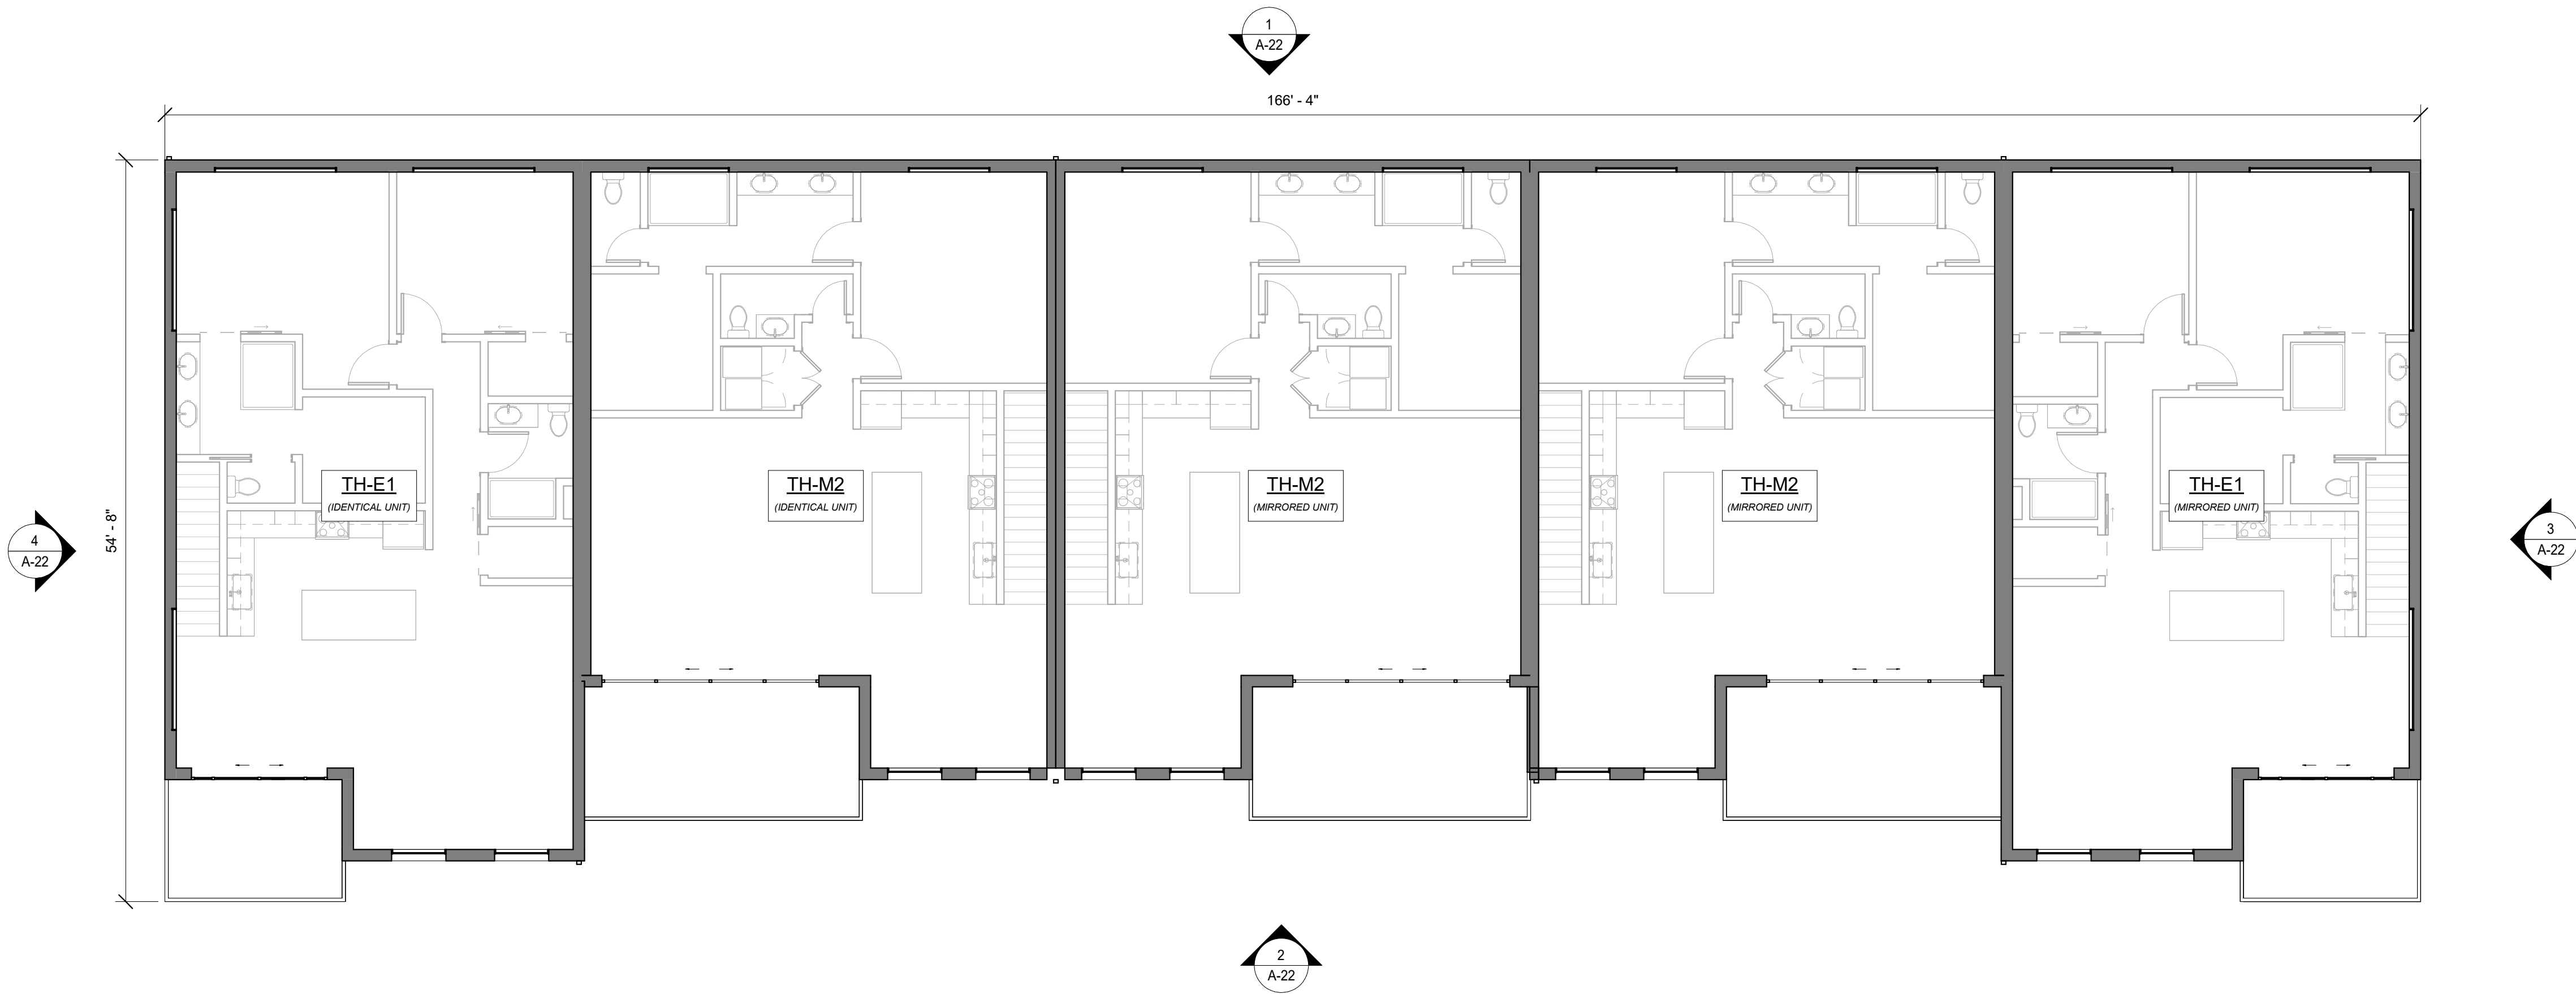 1
A-22
166' - 4"
TH-E1
(IDENTICAL UNIT)
TH-M2
(IDENTICAL UNIT)
TH-M2
(MIRRORED UNIT)
TH-M2
(MIRRORED UNIT)
TH-E1
(MIRRORED UNIT)
54' - 8"
4
A-22
3
A-22
2
A-22